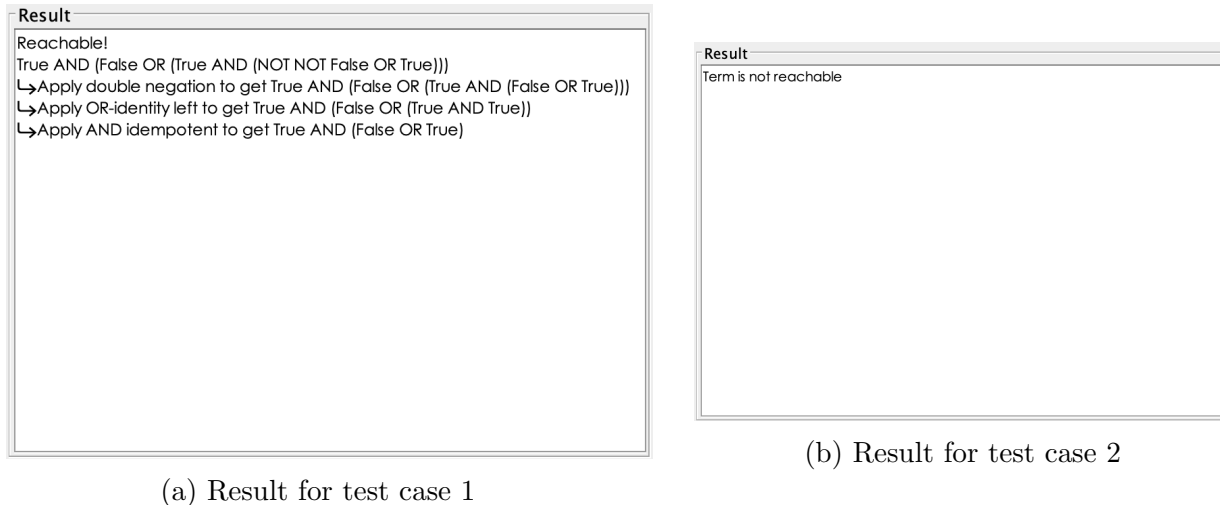 Result
Reachable!
True AND (False OR (True AND (NOT NOT False OR True)))
↳Apply double negation to get True AND (False OR (True AND (False OR True)))
↳Apply OR-identity left to get True AND (False OR (True AND True))
↳Apply AND idempotent to get True AND (False OR True)
(a) Result for test case 1
Result
Term is not reachable
(b) Result for test case 2